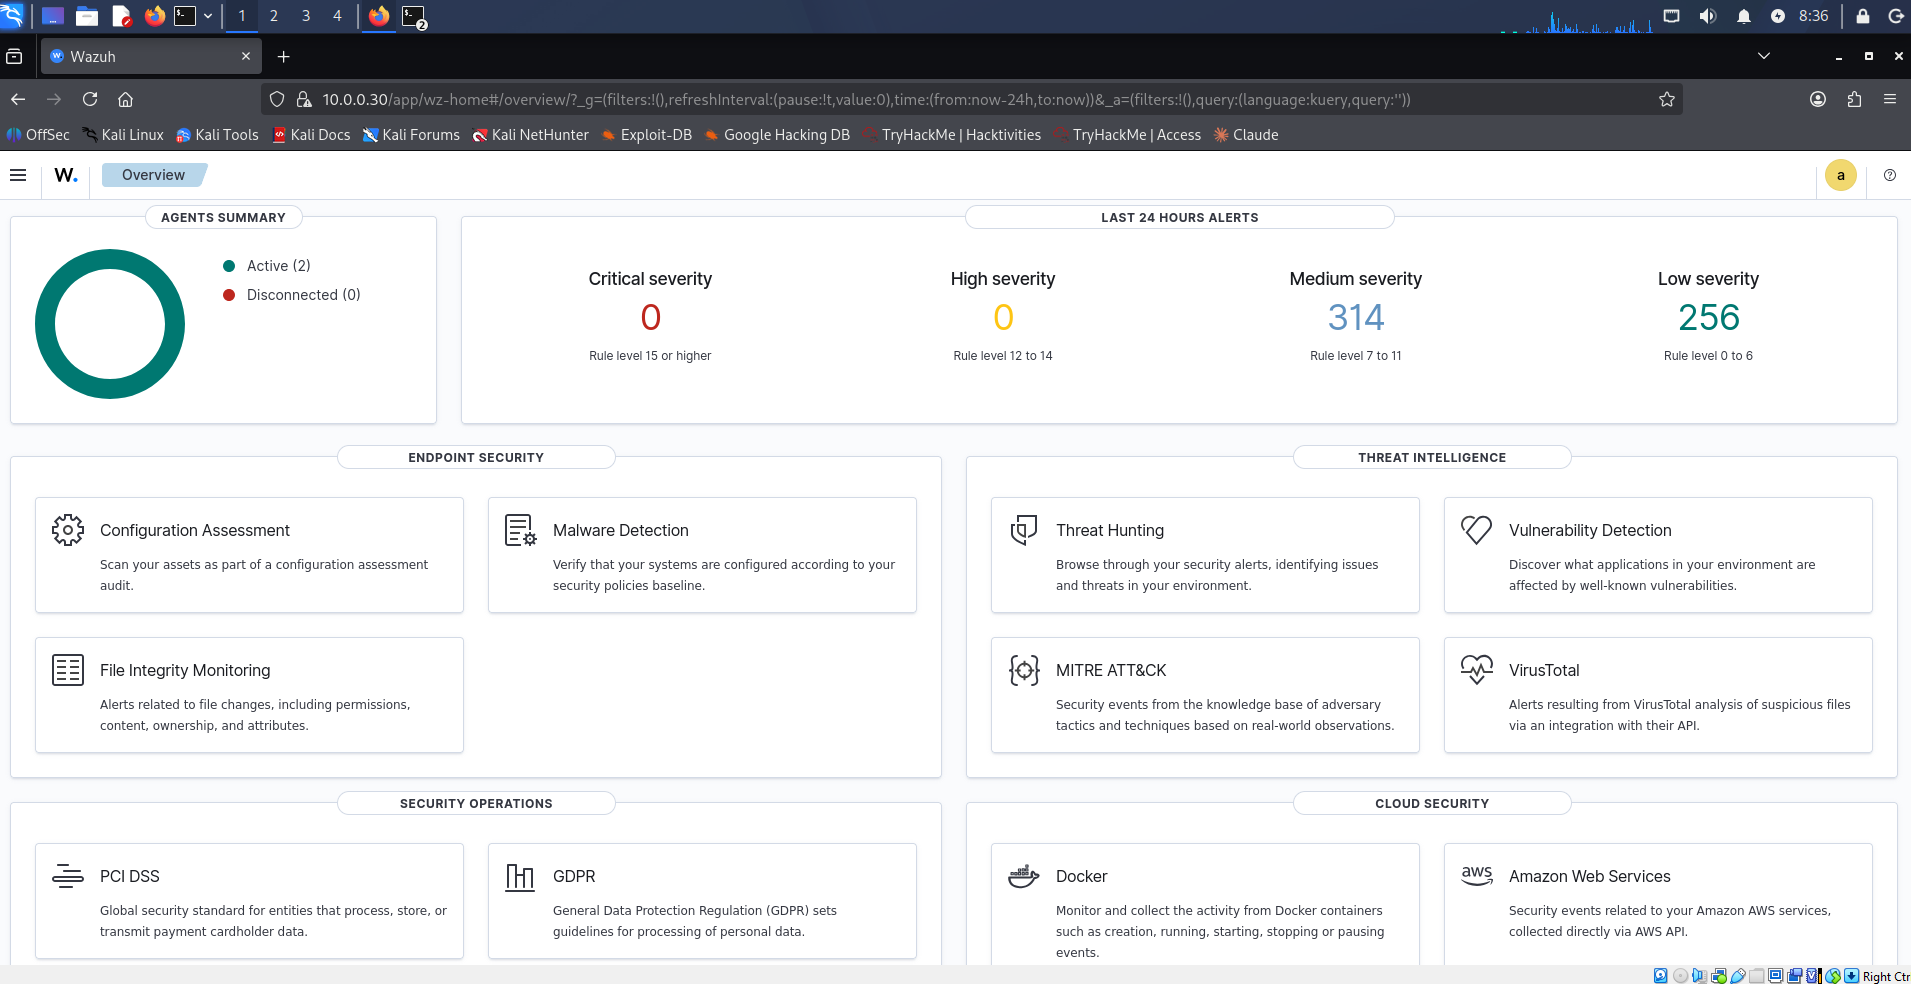 1 2 3 4
2
8:36
Wazuh
10.0.0.30/app/wz-home#/overview/?_g=(filters:!(),refreshInterval:(pause:!t,value:0),time:(from:now-24h,to:now))&_a=(filters:!(),query:(language:kuery,query:''))
OffSec Kali Linux Kali Tools Kali Docs Kali Forums Kali NetHunter Exploit-DB Google Hacking DB TryHackMe | Hacktivities TryHackMe | Access Claude
W. Overview a
AGENTS SUMMARY
Active (2)
Disconnected (0)
LAST 24 HOURS ALERTS
Critical severity
0
Rule level 15 or higher
High severity
0
Rule level 12 to 14
Medium severity
314
Rule level 7 to 11
Low severity
256
Rule level 0 to 6
ENDPOINT SECURITY
Configuration Assessment
Scan your assets as part of a configuration assessment
audit.
Malware Detection
Verify that your systems are configured according to your
security policies baseline.
File Integrity Monitoring
Alerts related to file changes, including permissions,
content, ownership, and attributes.
THREAT INTELLIGENCE
Threat Hunting
Browse through your security alerts, identifying issues
and threats in your environment.
Vulnerability Detection
Discover what applications in your environment are
affected by well-known vulnerabilities.
MITRE ATT&CK
Security events from the knowledge base of adversary
tactics and techniques based on real-world observations.
VirusTotal
Alerts resulting from VirusTotal analysis of suspicious files
via an integration with their API.
SECURITY OPERATIONS
PCI DSS
Global security standard for entities that process, store, or
transmit payment cardholder data.
GDPR
General Data Protection Regulation (GDPR) sets
guidelines for processing of personal data.
CLOUD SECURITY
Docker
Monitor and collect the activity from Docker containers
such as creation, running, starting, stopping or pausing
events.
aws
Amazon Web Services
Security events related to your Amazon AWS services,
collected directly via AWS API.
Right Ctr